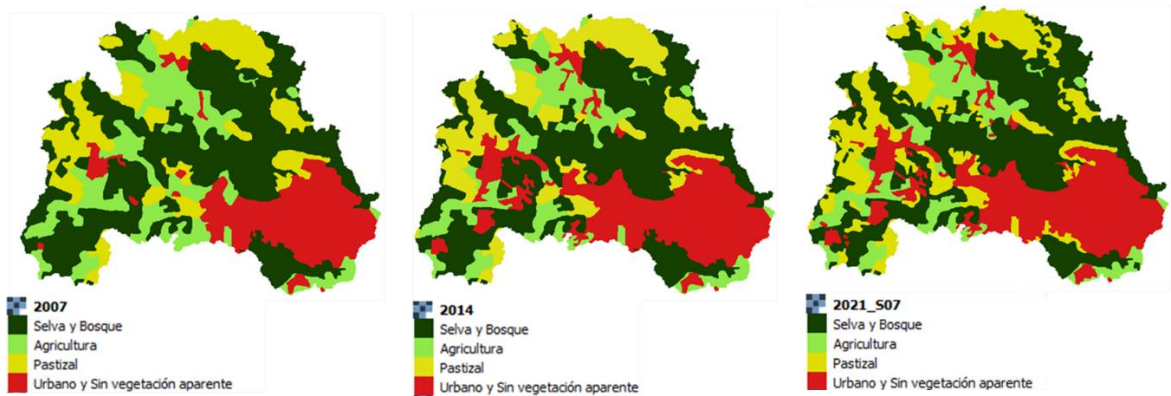 2007
Selva y Bosque
Agricultura
Pastizal
Urbano y Sin vegetación aparente
2014
Selva y Bosque
Agricultura
Pastizal
Urbano y Sin vegetación aparente
2021_S07
Selva y Bosque
Agricultura
Pastizal
Urbano y Sin vegetación aparente